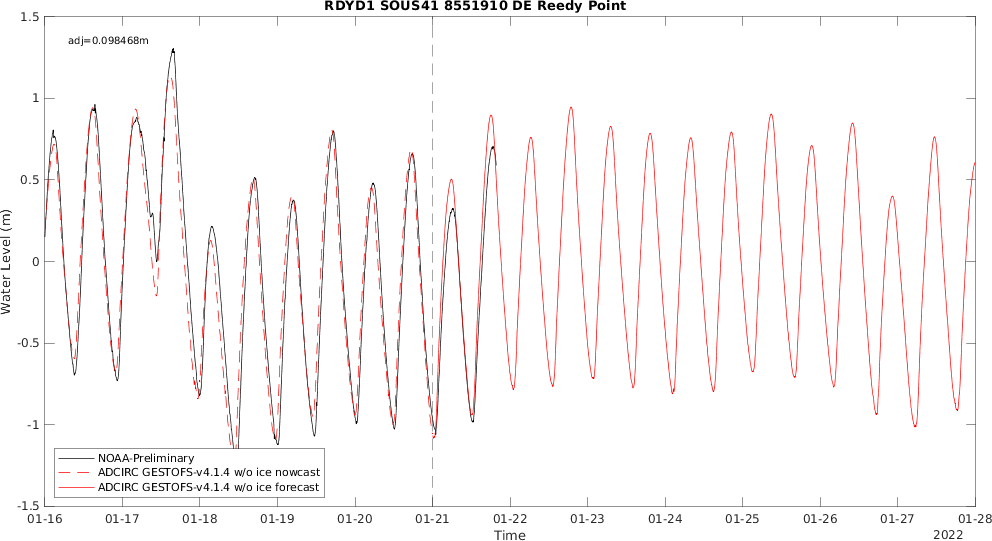 RDYD1 SOUS41 8551910 DE Reedy Point
adj=0.098468m
Water Level (m)
1.5
1
0.5
0
-0.5
-1
-1.5
NOAA-Preliminary
ADCIRC GESTOFS-v4.1.4 w/o ice nowcast
ADCIRC GESTOFS-v4.1.4 w/o ice forecast
01-16 01-17 01-18 01-19 01-20 01-21 01-22 01-23 01-24 01-25 01-26 01-27 01-28
Time
2022